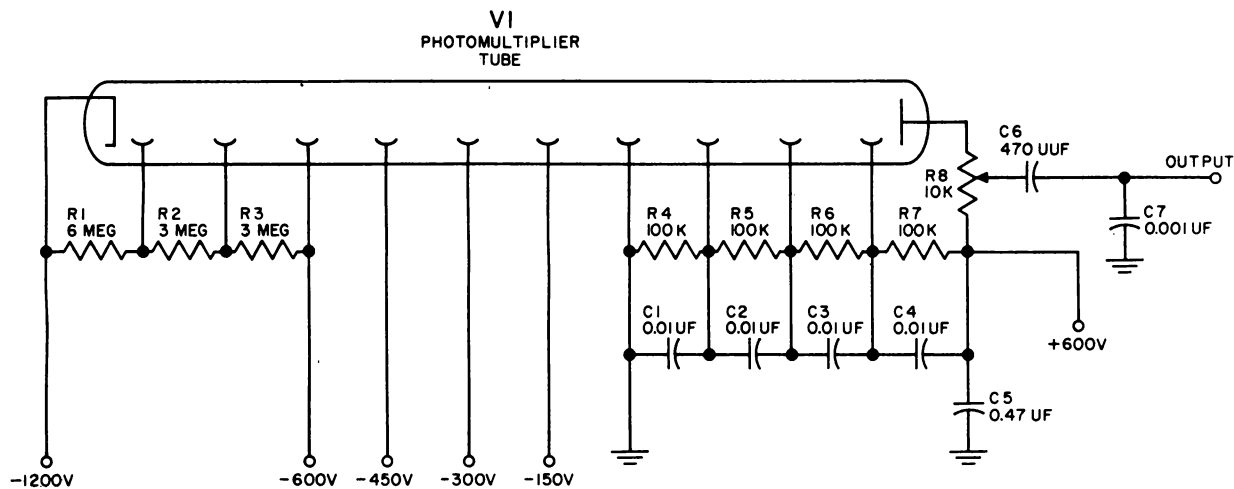 V1
PHOTOMULTIPLIER
TUBE
C6
470 UUF
OUTPUT
R8
10K
R1
6 MEG
R2
3 MEG
R3
3 MEG
R4
100K
R5
100K
R6
100K
R7
100K
C7
0.001 UF
C1
0.01 UF
C2
0.01 UF
C3
0.01 UF
C4
0.01 UF
+600V
C5
0.47 UF
-1200V
-600V
-450V
-300V
-150V